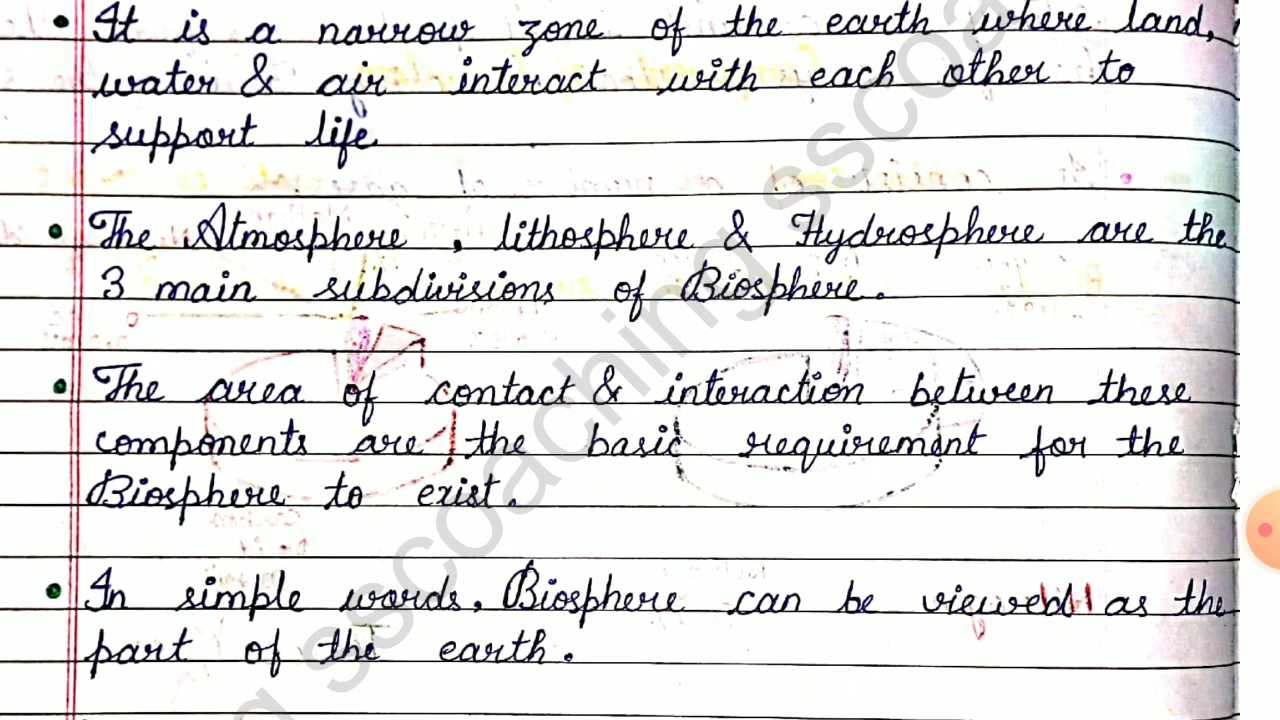 • It is a narrow zone of the earth where land,
water & air interact with each other to
support life.
• The Atmosphere, lithosphere & Hydrosphere are the
3 main subdivisions of Biosphere.
• The area of contact & interaction between these
components are the basic requirement for the
Biosphere to exist.
• In simple words, Biosphere can be viewed as the
part of the earth.
sscoaching sscoa